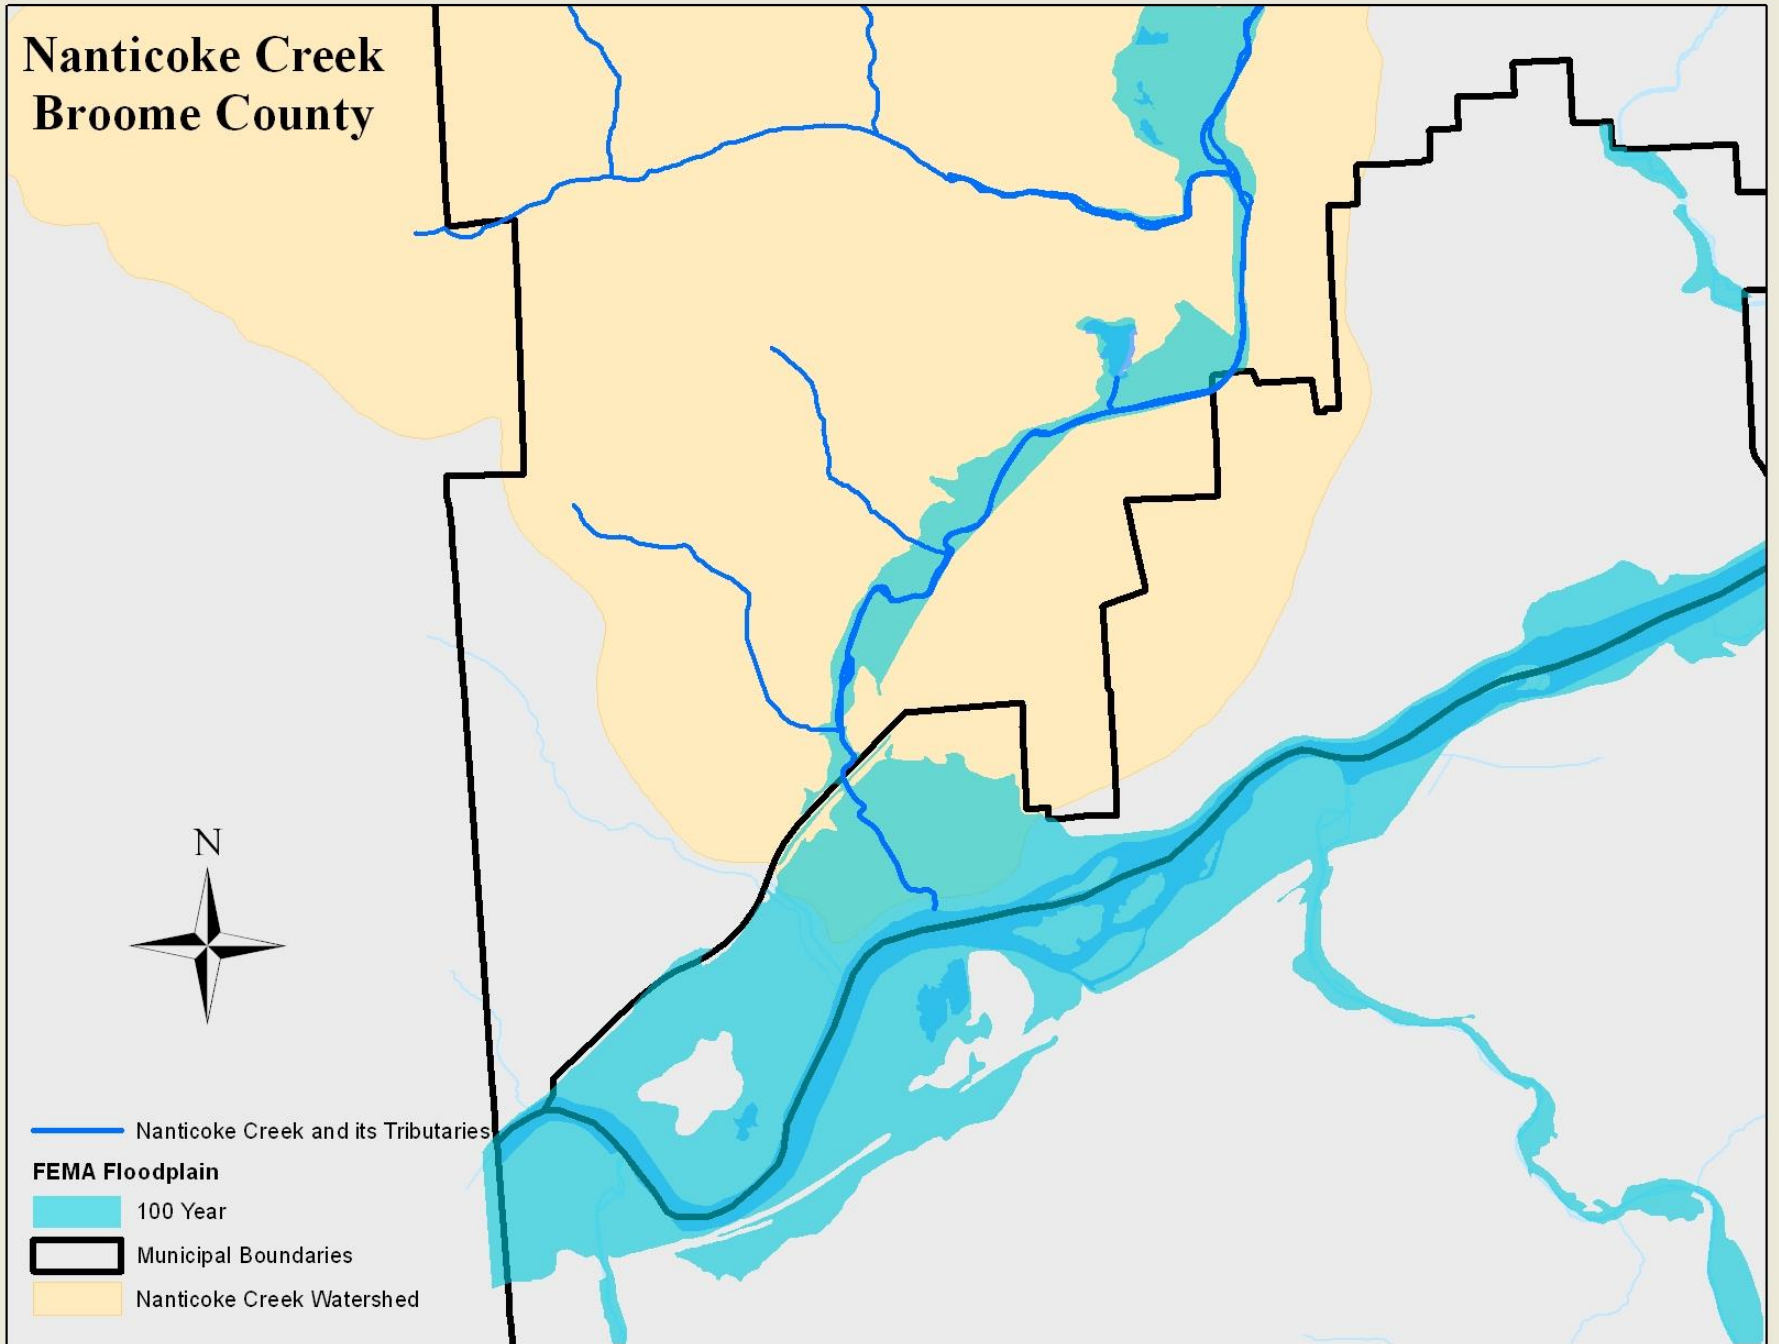 Nanticoke Creek
Broome County
N
Nanticoke Creek and its Tributaries
FEMA Floodplain
100 Year
Municipal Boundaries
Nanticoke Creek Watershed